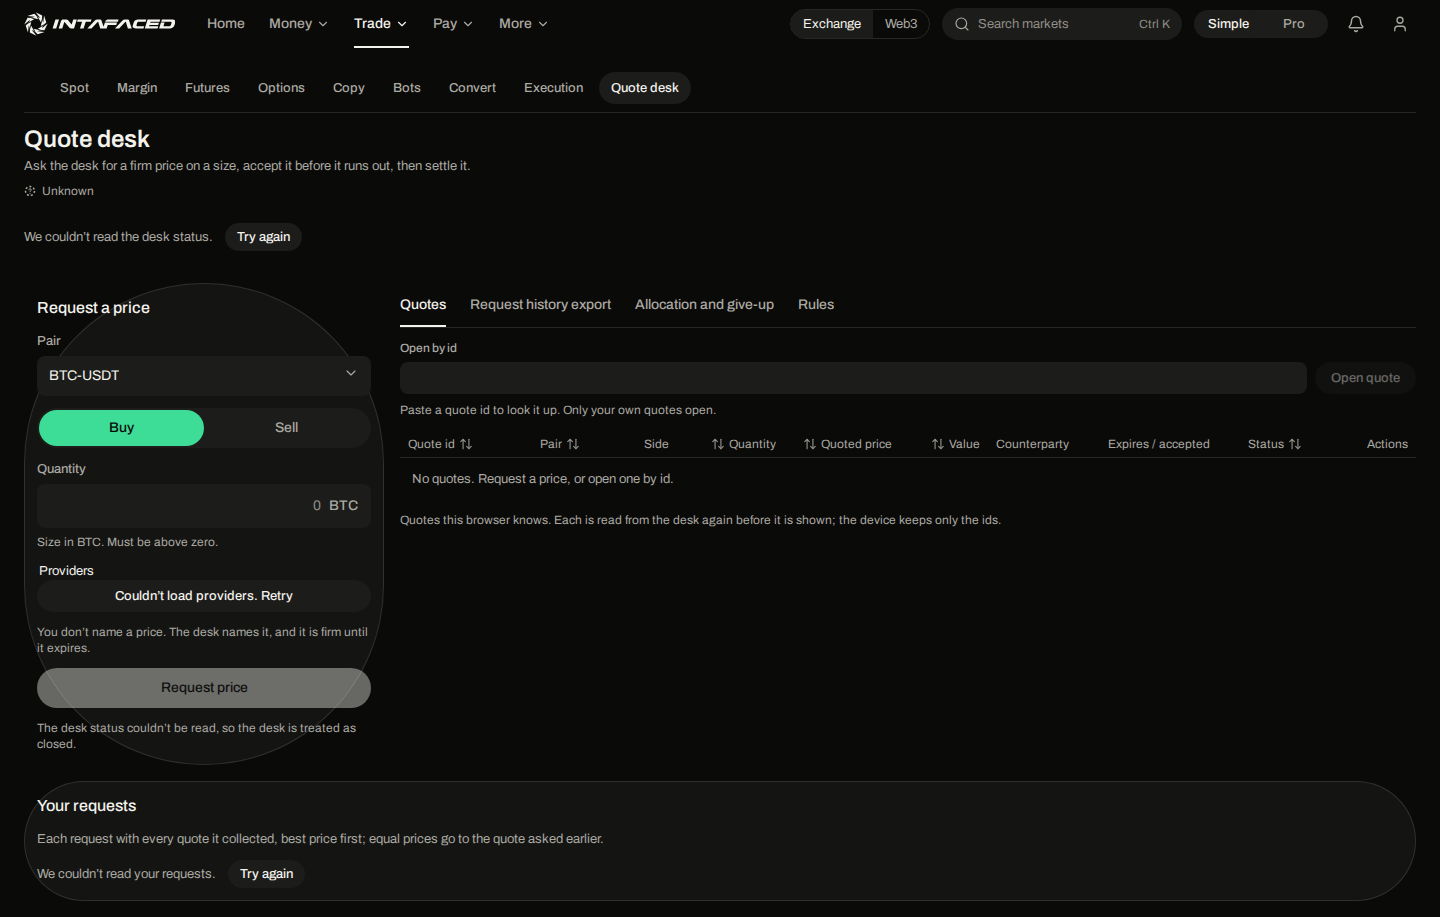 INTAFACED Home Money Trade Pay More Exchange Web3 Search markets Ctrl K Simple Pro
Spot Margin Futures Options Copy Bots Convert Execution Quote desk
Quote desk
Ask the desk for a firm price on a size, accept it before it runs out, then settle it.
Unknown
We couldn't read the desk status. Try again
Request a price
Pair
BTC-USDT
Buy Sell
Quantity
0 BTC
Size in BTC. Must be above zero.
Providers
Couldn't load providers. Retry
You don't name a price. The desk names it, and it is firm until
it expires.
Request price
The desk status couldn't be read, so the desk is treated as
closed.
Quotes Request history export Allocation and give-up Rules
Open by id
Open quote
Paste a quote id to look it up. Only your own quotes open.
Quote id Pair Side Quantity Quoted price Value Counterparty Expires / accepted Status Actions
No quotes. Request a price, or open one by id.
Quotes this browser knows. Each is read from the desk again before it is shown; the device keeps only the ids.
Your requests
Each request with every quote it collected, best price first; equal prices go to the quote asked earlier.
We couldn't read your requests. Try again